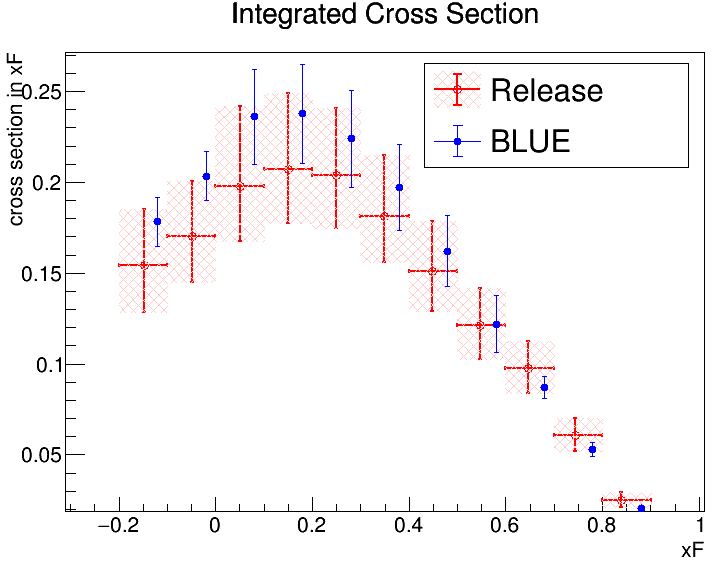 Integrated Cross Section
cross section in xF
0.25
0.2
0.15
0.1
0.05
Release
BLUE
−0.2
0
0.2
0.4
0.6
0.8
1
xF